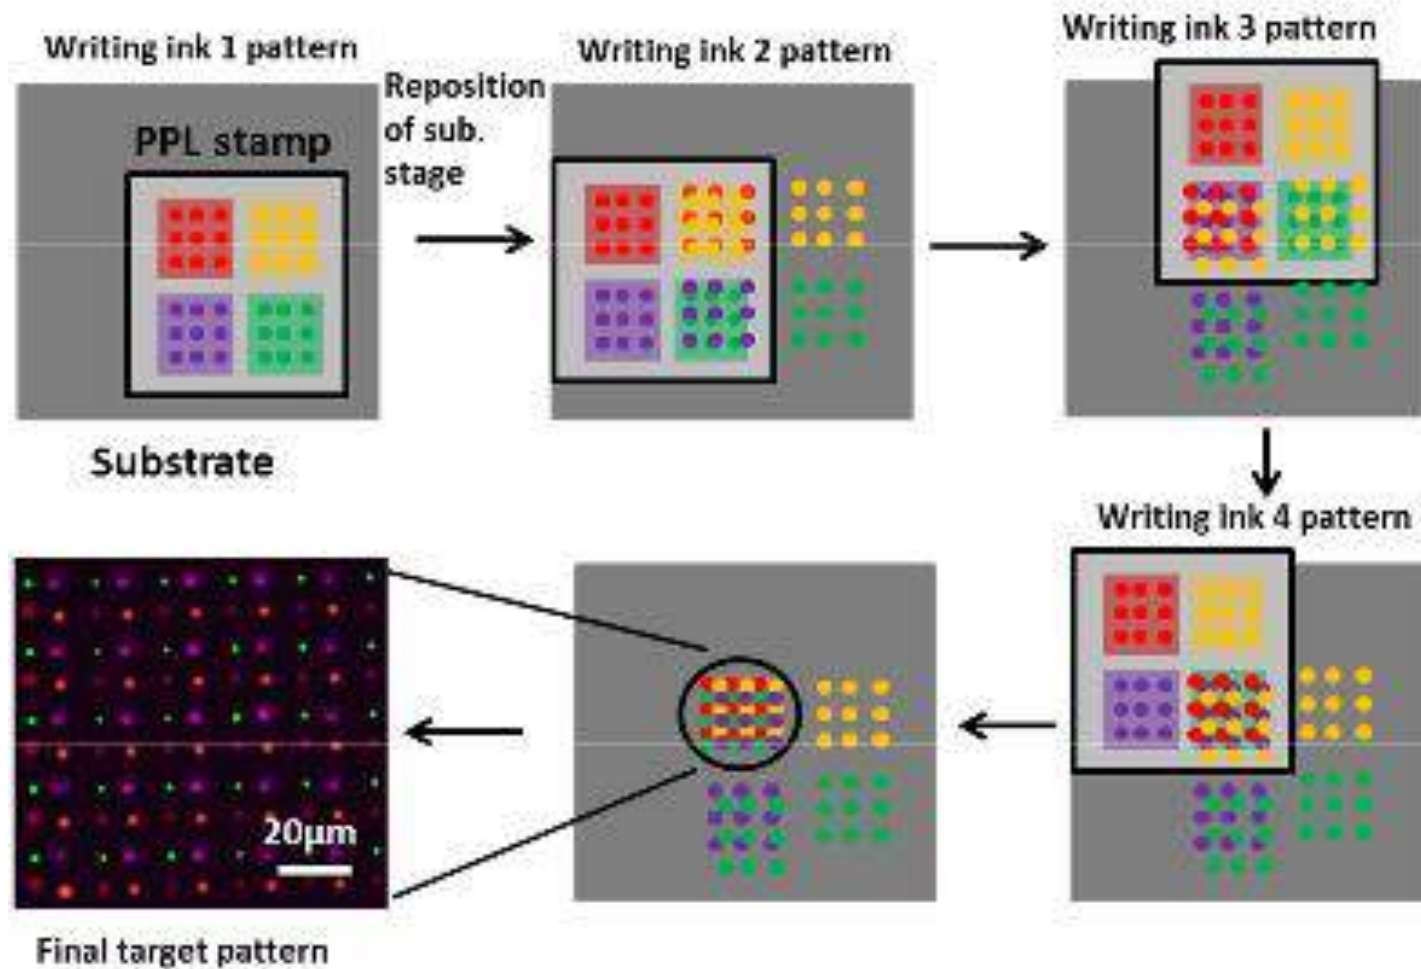 Writing ink 1 pattern
Reposition
of sub.
stage
Writing ink 2 pattern
Writing ink 3 pattern
PPL stamp
Substrate
Writing ink 4 pattern
20μm
Final target pattern